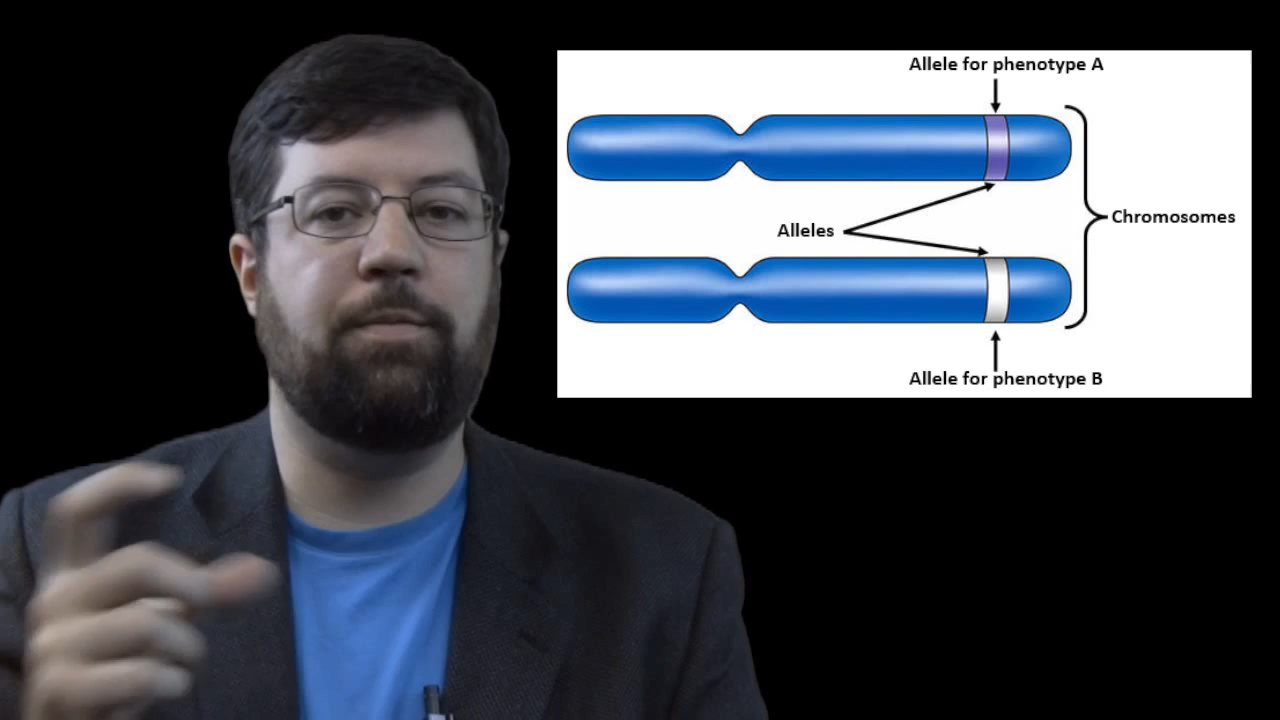 Allele for phenotype A
Alleles
Chromosomes
Allele for phenotype B